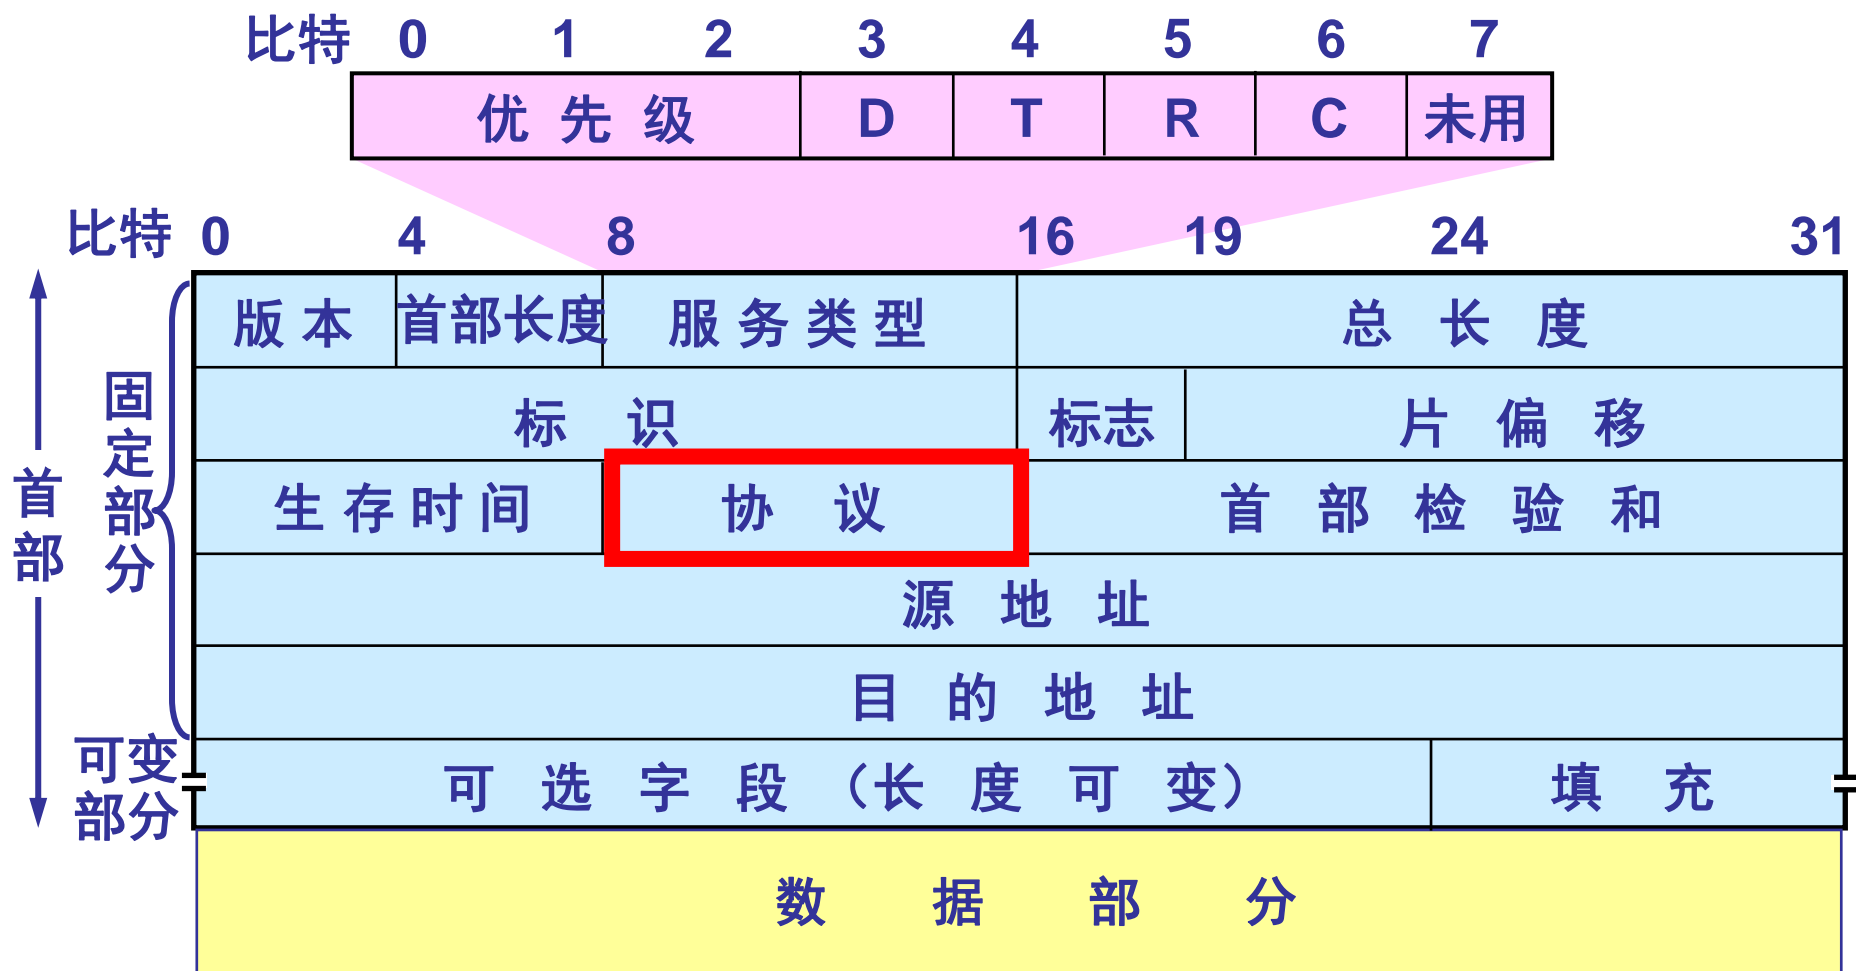 比特 0 1 2 3 4 5 6 7
优先级 D T R C 未用
比特 0 4 8 16 19 24 31
版本 首部长度 服务类型 总长度
标识 标志 片偏移
生存时间 协议 首部检验和
源地址
目的地址
可选字段（长度可变） 填充
数据部分
首部
固定部分
可变
部分